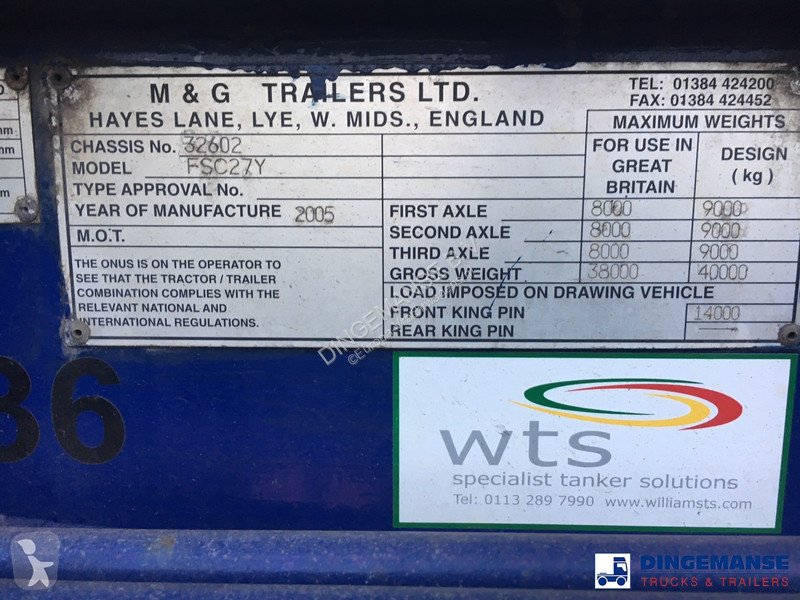 M & G TRAILERS LTD.
HAYES LANE, LYE, W. MIDS., ENGLAND
TEL: 01384 424200
FAX: 01384 424452
CHASSIS No. 32602
MODEL FSC27Y
TYPE APPROVAL No.
YEAR OF MANUFACTURE 2005
M.O.T.
THE ONUS IS ON THE OPERATOR TO
SEE THAT THE TRACTOR / TRAILER
COMBINATION COMPLIES WITH THE
RELEVANT NATIONAL AND
INTERNATIONAL REGULATIONS.
MAXIMUM WEIGHTS
FOR USE IN
GREAT
BRITAIN
DESIGN
( kg )
FIRST AXLE 8000 9000
SECOND AXLE 8000 9000
THIRD AXLE 8000 9000
GROSS WEIGHT 38000 40000
LOAD IMPOSED ON DRAWING VEHICLE
FRONT KING PIN 14000
REAR KING PIN —
36
wts
specialist tanker solutions
Tel: 0113 289 7990 www.williamsts.com
DINGEMANSE
TRUCKS & TRAILERS